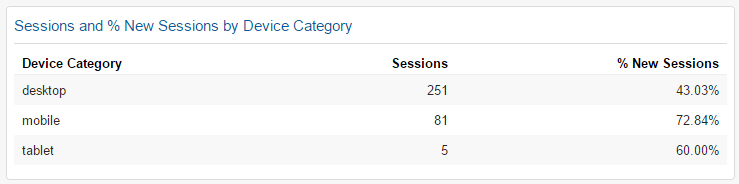 Sessions and % New Sessions by Device Category
Device Category Sessions % New Sessions
desktop 251 43.03%
mobile 81 72.84%
tablet 5 60.00%